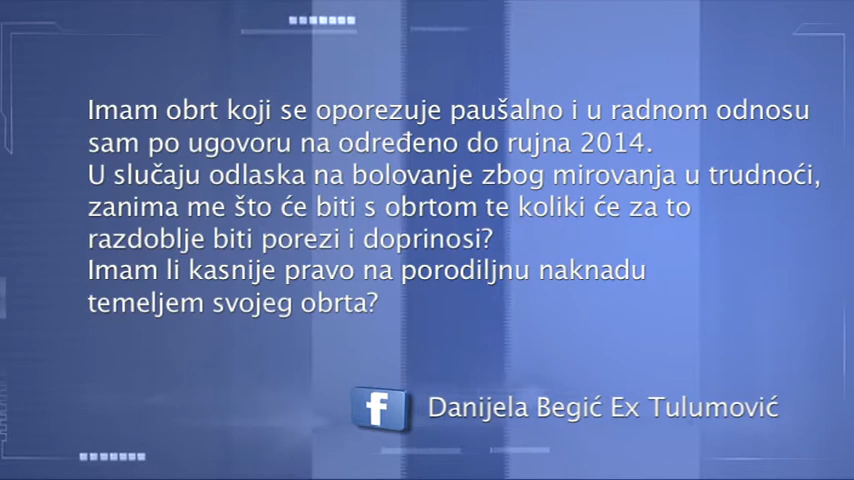 Imam obrt koji se oporezuje paušalno i u radnom odnosu
sam po ugovoru na određeno do rujna 2014.
U slučaju odlaska na bolovanje zbog mirovanja u trudnoći,
zanima me što će biti s obrtom te koliki će za to
razdoblje biti porezi i doprinosi?
Imam li kasnije pravo na porodiljnu naknadu
temeljem svojeg obrta?
f Danijela Begić Ex Tulumović